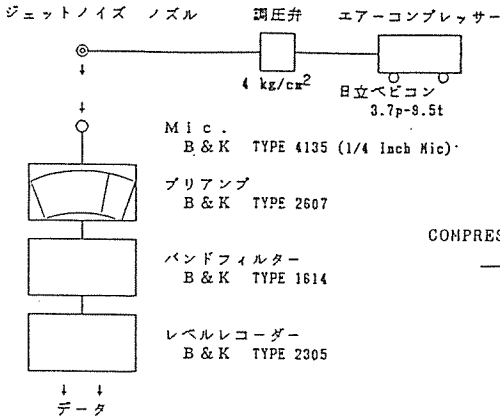 ジェットノイズ ノズル 調圧弁 エアーコンプレッサー
4 kg/cm²
日立ベビコン
3.7p-9.5t
Mic.
B&K TYPE 4135 (1/4 Inch Mic)
プリアンプ
B&K TYPE 2607
バンドフィルター
B&K TYPE 1614
COMPRES
レベルレコーダー
B&K TYPE 2305
データ